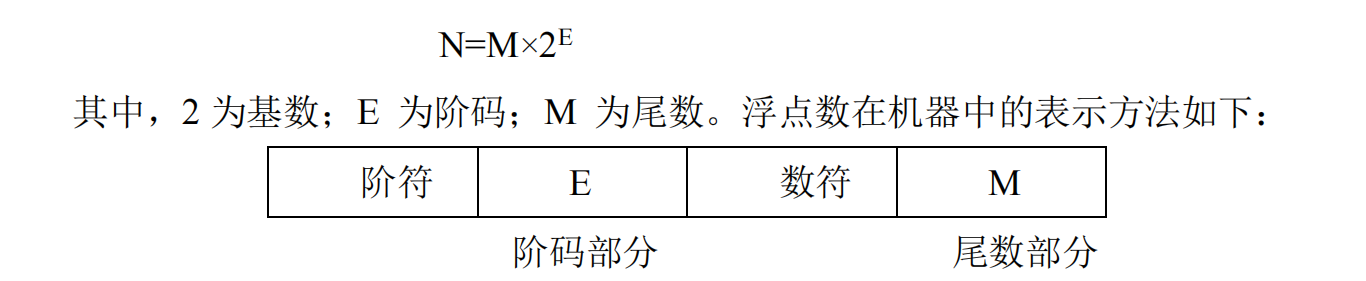 N=M×2ᴱ
其中，2 为基数；E 为阶码；M 为尾数。浮点数在机器中的表示方法如下：
阶符 E 数符 M
阶码部分 尾数部分